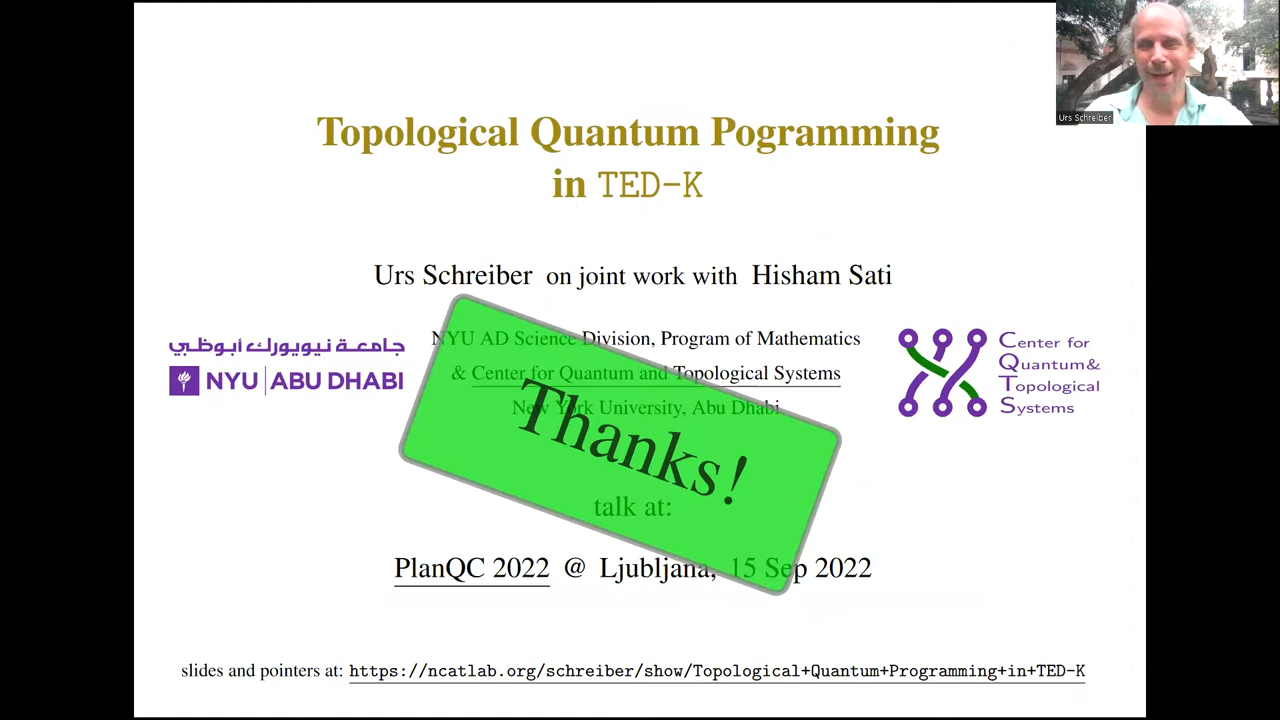 Urs Schreiber
Topological Quantum Pogramming
in TED-K
Urs Schreiber on joint work with Hisham Sati
جامعة نيويورك أبوظبي
NYU | ABU DHABI
NYU AD Science Division, Program of Mathematics
& Center for Quantum and Topological Systems
New York University, Abu Dhabi
Center for
Quantum&
Topological
Systems
Thanks!
talk at:
PlanQC 2022 @ Ljubljana, 15 Sep 2022
slides and pointers at: https://ncatlab.org/schreiber/show/Topological+Quantum+Programming+in+TED-K